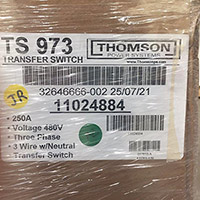 TS 973
TRANSFER SWITCH
THOMSON
POWER SYSTEMS
JR
32646666-002 25/07/21
11024884
• 250A
• Voltage 480V
• Three Phase
• 3 Wire w/Neutral
• Transfer Switch